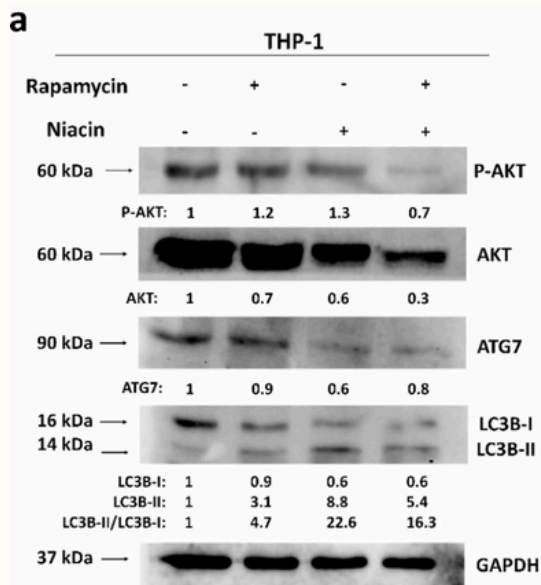 a
THP-1
Rapamycin - + - +
Niacin - - + +
60 kDa P-AKT
P-AKT: 1 1.2 1.3 0.7
60 kDa AKT
AKT: 1 0.7 0.6 0.3
90 kDa ATG7
ATG7: 1 0.9 0.6 0.8
16 kDa LC3B-I
14 kDa LC3B-II
LC3B-I: 1 0.9 0.6 0.6
LC3B-II: 1 3.1 8.8 5.4
LC3B-II/LC3B-I: 1 4.7 22.6 16.3
37 kDa GAPDH